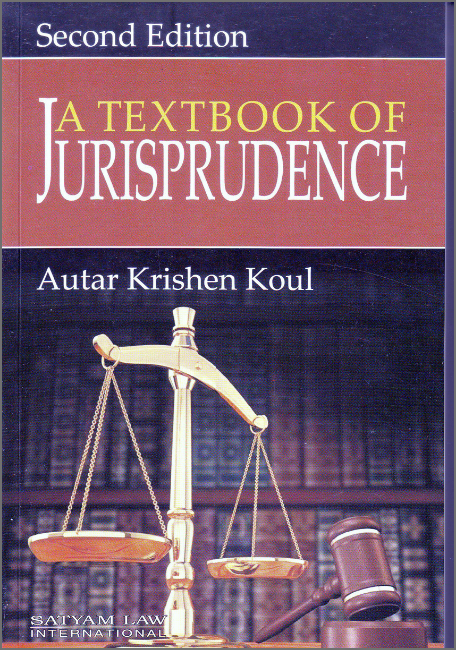 Second Edition
A TEXTBOOK OF
JURISPRUDENCE
Autar Krishen Koul
SATYAM LAW
INTERNATIONAL